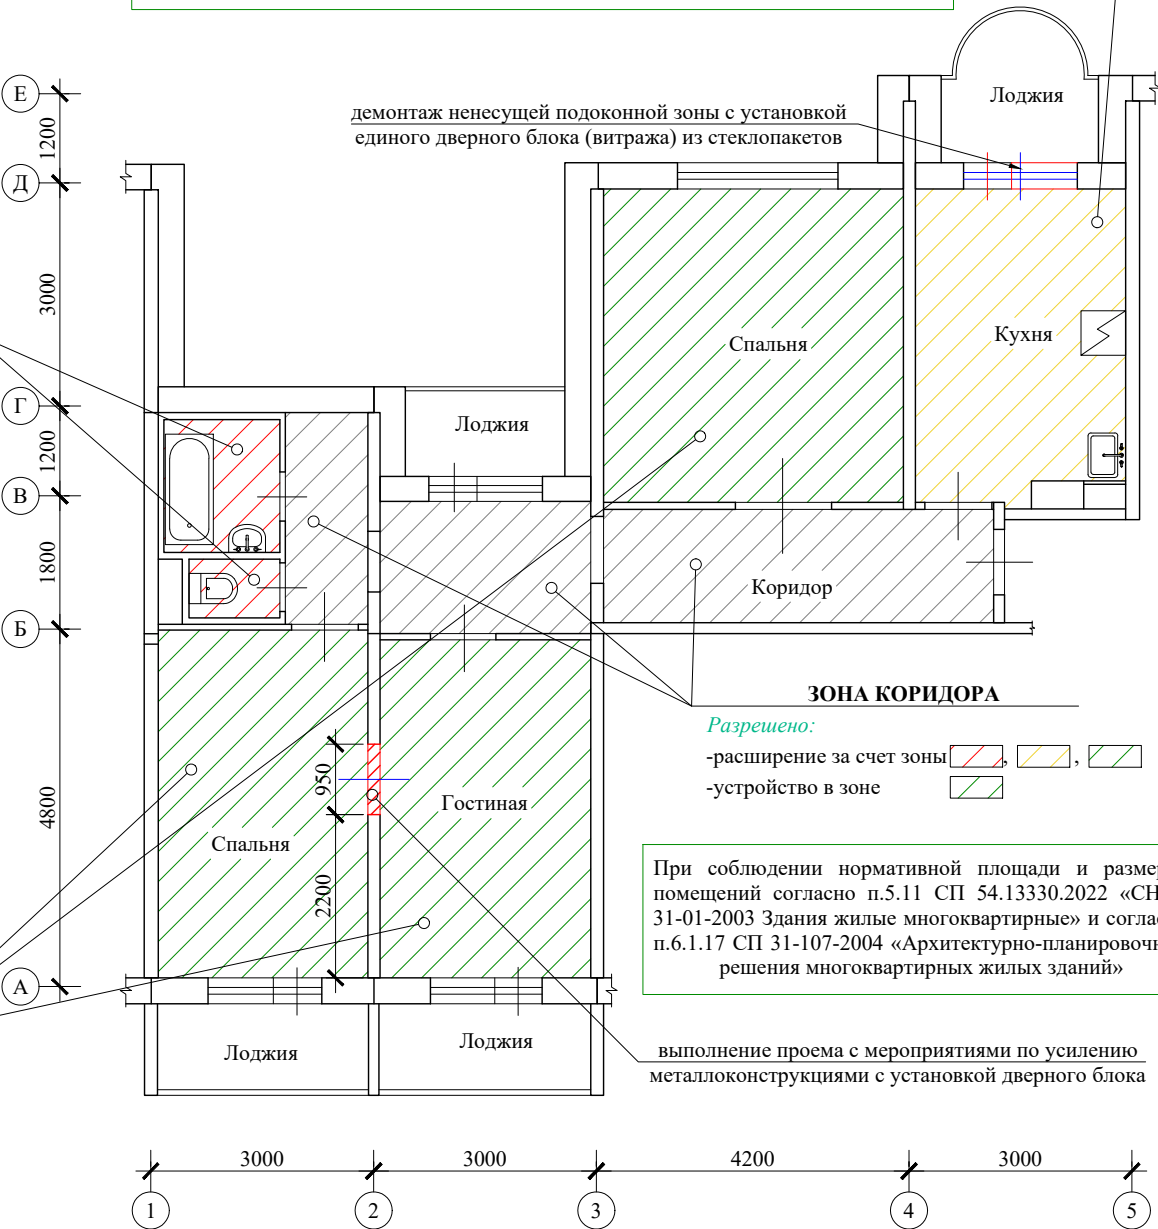 Е
Лоджия
демонтаж ненесущей подоконной зоны с установкой
единого дверного блока (витража) из стеклопакетов
1200
Д
3000
Спальня
Кухня
Г
Лоджия
1200
В
1800
Коридор
Б
ЗОНА КОРИДОРА
Разрешено:
-расширение за счет зоны , ,
-устройство в зоне
950
4800
Гостиная
Спальня
2200
При соблюдении нормативной площади и размер
помещений согласно п.5.11 СП 54.13330.2022 «СН
31-01-2003 Здания жилые многоквартирные» и соглас
п.6.1.17 СП 31-107-2004 «Архитектурно-планировочн
решения многоквартирных жилых зданий»
А
Лоджия
Лоджия
выполнение проема с мероприятиями по усилению
металлоконструкциями с установкой дверного блока
3000
3000
4200
3000
1
2
3
4
5